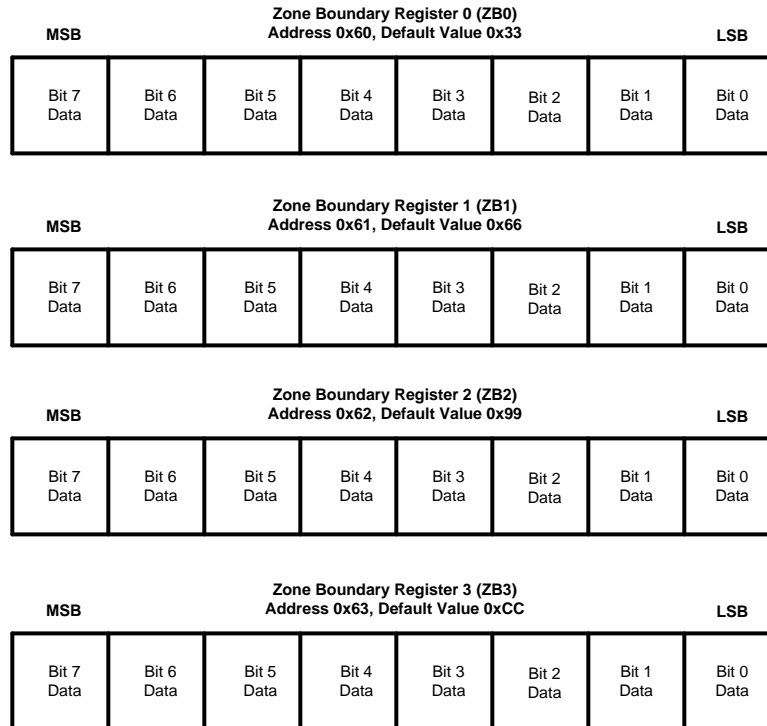 Zone Boundary Register 0 (ZB0)
MSB Address 0x60, Default Value 0x33 LSB
Bit 7 Bit 6 Bit 5 Bit 4 Bit 3 Bit 2 Bit 1 Bit 0
Data Data Data Data Data Data Data Data
Zone Boundary Register 1 (ZB1)
MSB Address 0x61, Default Value 0x66 LSB
Bit 7 Bit 6 Bit 5 Bit 4 Bit 3 Bit 2 Bit 1 Bit 0
Data Data Data Data Data Data Data Data
Zone Boundary Register 2 (ZB2)
MSB Address 0x62, Default Value 0x99 LSB
Bit 7 Bit 6 Bit 5 Bit 4 Bit 3 Bit 2 Bit 1 Bit 0
Data Data Data Data Data Data Data Data
Zone Boundary Register 3 (ZB3)
MSB Address 0x63, Default Value 0xCC LSB
Bit 7 Bit 6 Bit 5 Bit 4 Bit 3 Bit 2 Bit 1 Bit 0
Data Data Data Data Data Data Data Data